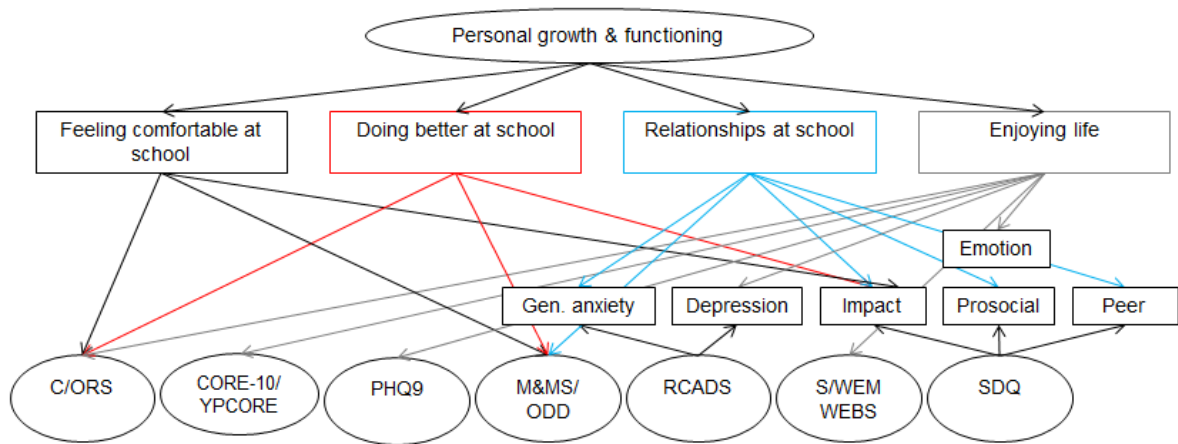 Personal growth & functioning
Feeling comfortable at
school
Doing better at school
Relationships at school
Enjoying life
Emotion
Gen. anxiety
Depression
Impact
Prosocial
Peer
C/ORS
CORE-10/
YPCORE
PHQ9
M&MS/
ODD
RCADS
S/WEM
WEBS
SDQ